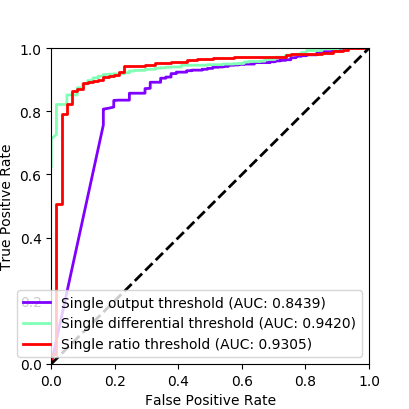 1.0
0.8
0.6
0.4
0.2
0.0
True Positive Rate
Single output threshold (AUC: 0.8439)
Single differential threshold (AUC: 0.9420)
Single ratio threshold (AUC: 0.9305)
0.0 0.2 0.4 0.6 0.8 1.0
False Positive Rate